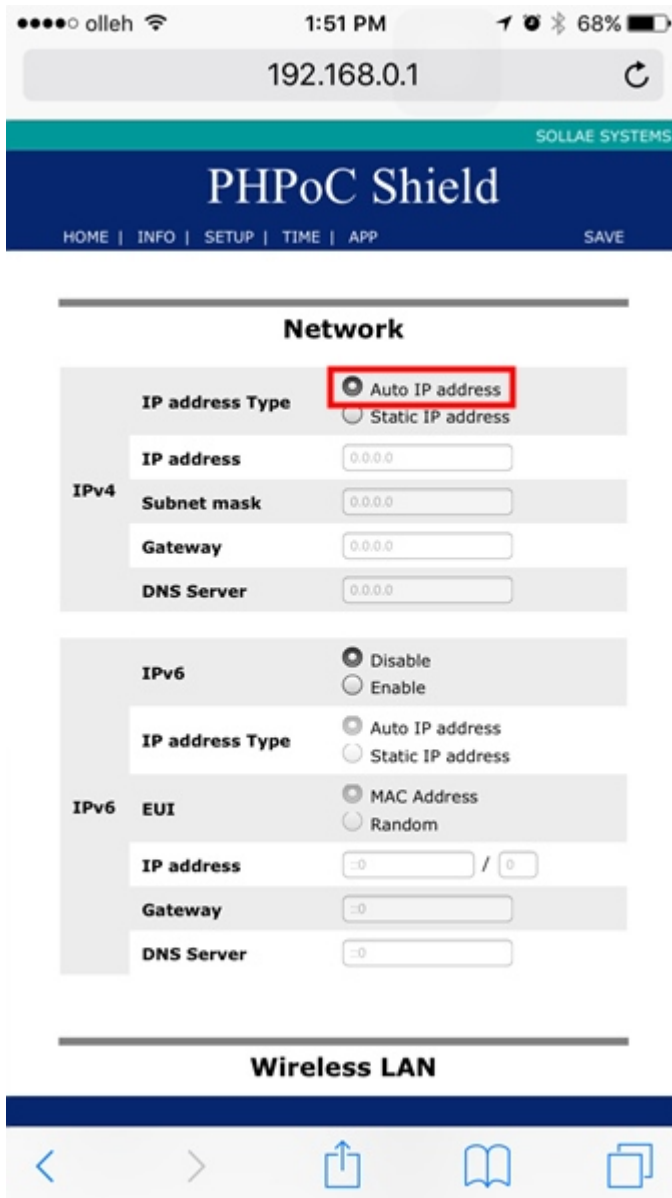 olleh 1:51 PM 68%
192.168.0.1
SOLLAE SYSTEMS
PHPoC Shield
HOME | INFO | SETUP | TIME | APP SAVE
Network
IPv4
IP address Type
Auto IP address
Static IP address
IP address 0.0.0.0
Subnet mask 0.0.0.0
Gateway 0.0.0.0
DNS Server 0.0.0.0
IPv6
IPv6
Disable
Enable
IP address Type
Auto IP address
Static IP address
EUI
MAC Address
Random
IP address ::0 / 0
Gateway ::0
DNS Server ::0
Wireless LAN